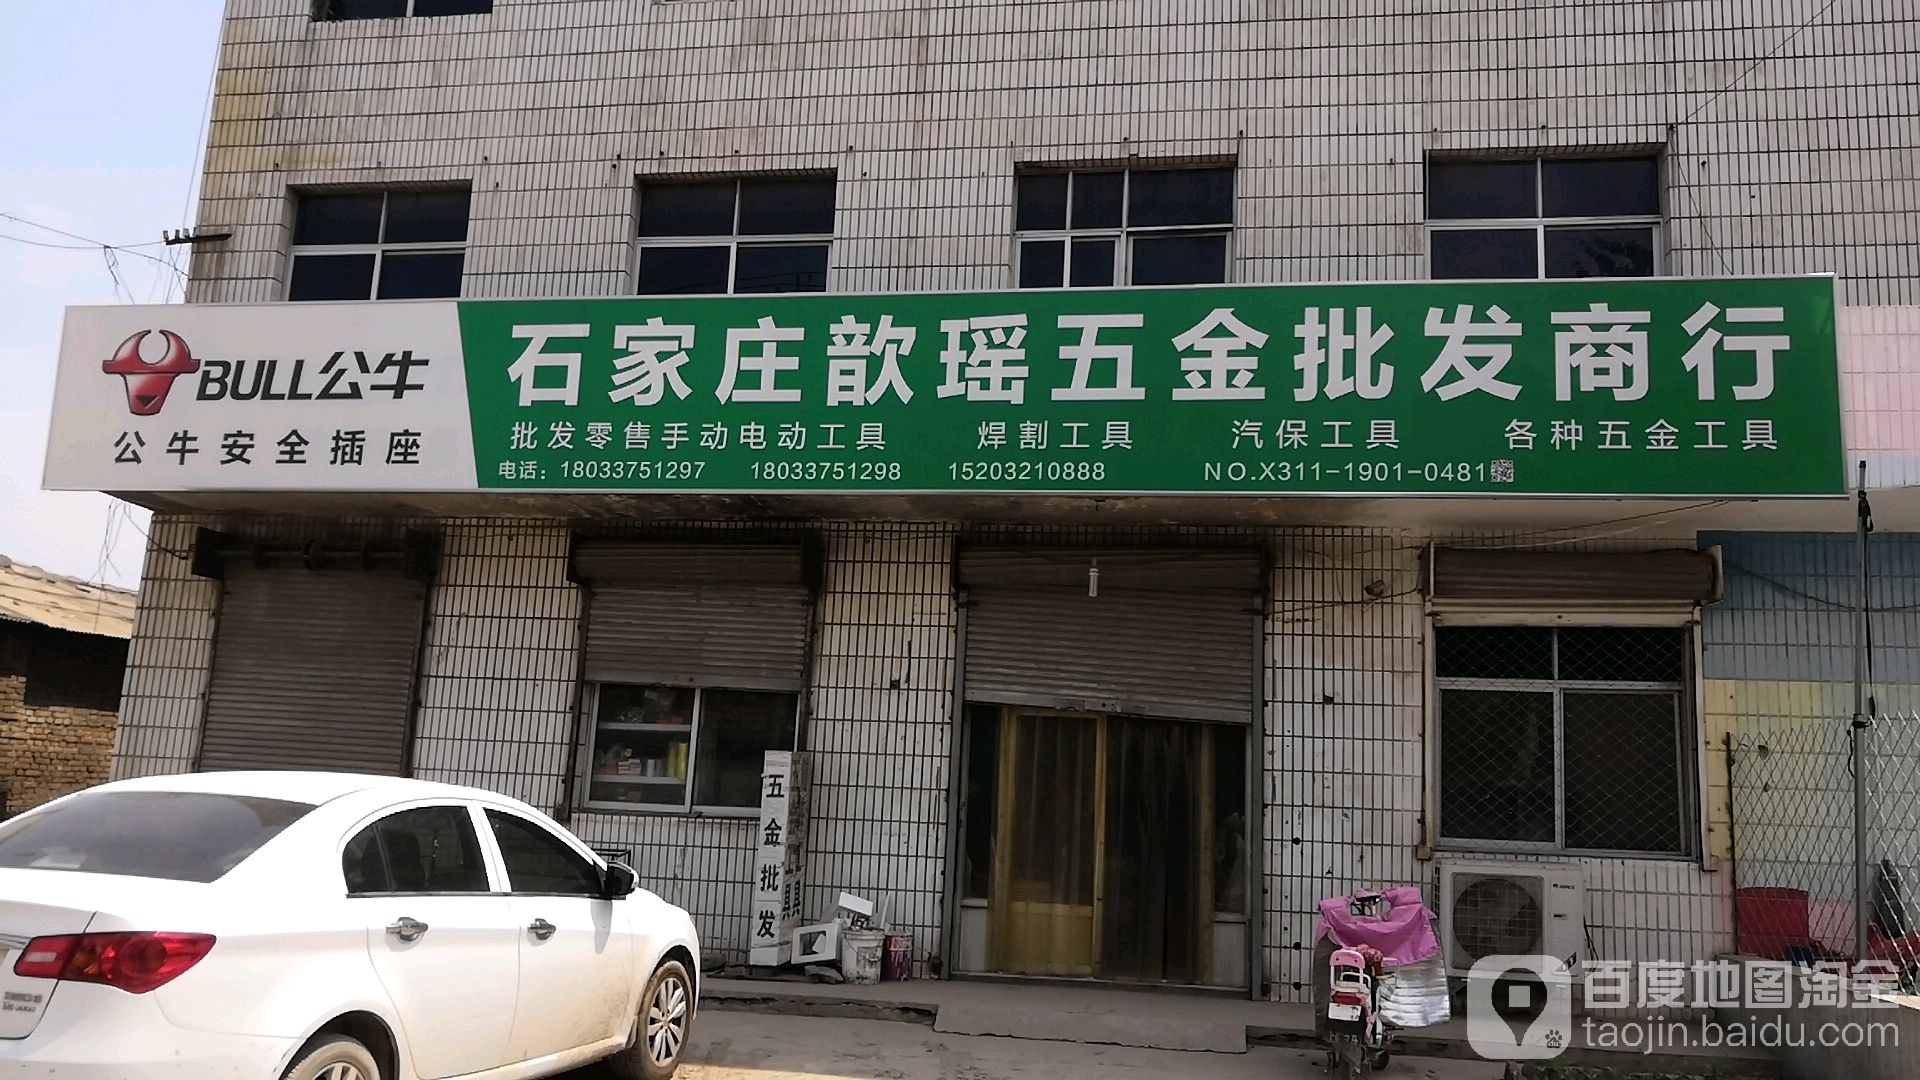 BULL公牛
公牛安全插座
石家庄歆瑶五金批发商行
批发零售手动电动工具 焊割工具 汽保工具 各种五金工具
电话：18033751297 18033751298 15203210888 NO.X311-1901-0481
五金批发
百度地图淘金
taojin.baidu.com